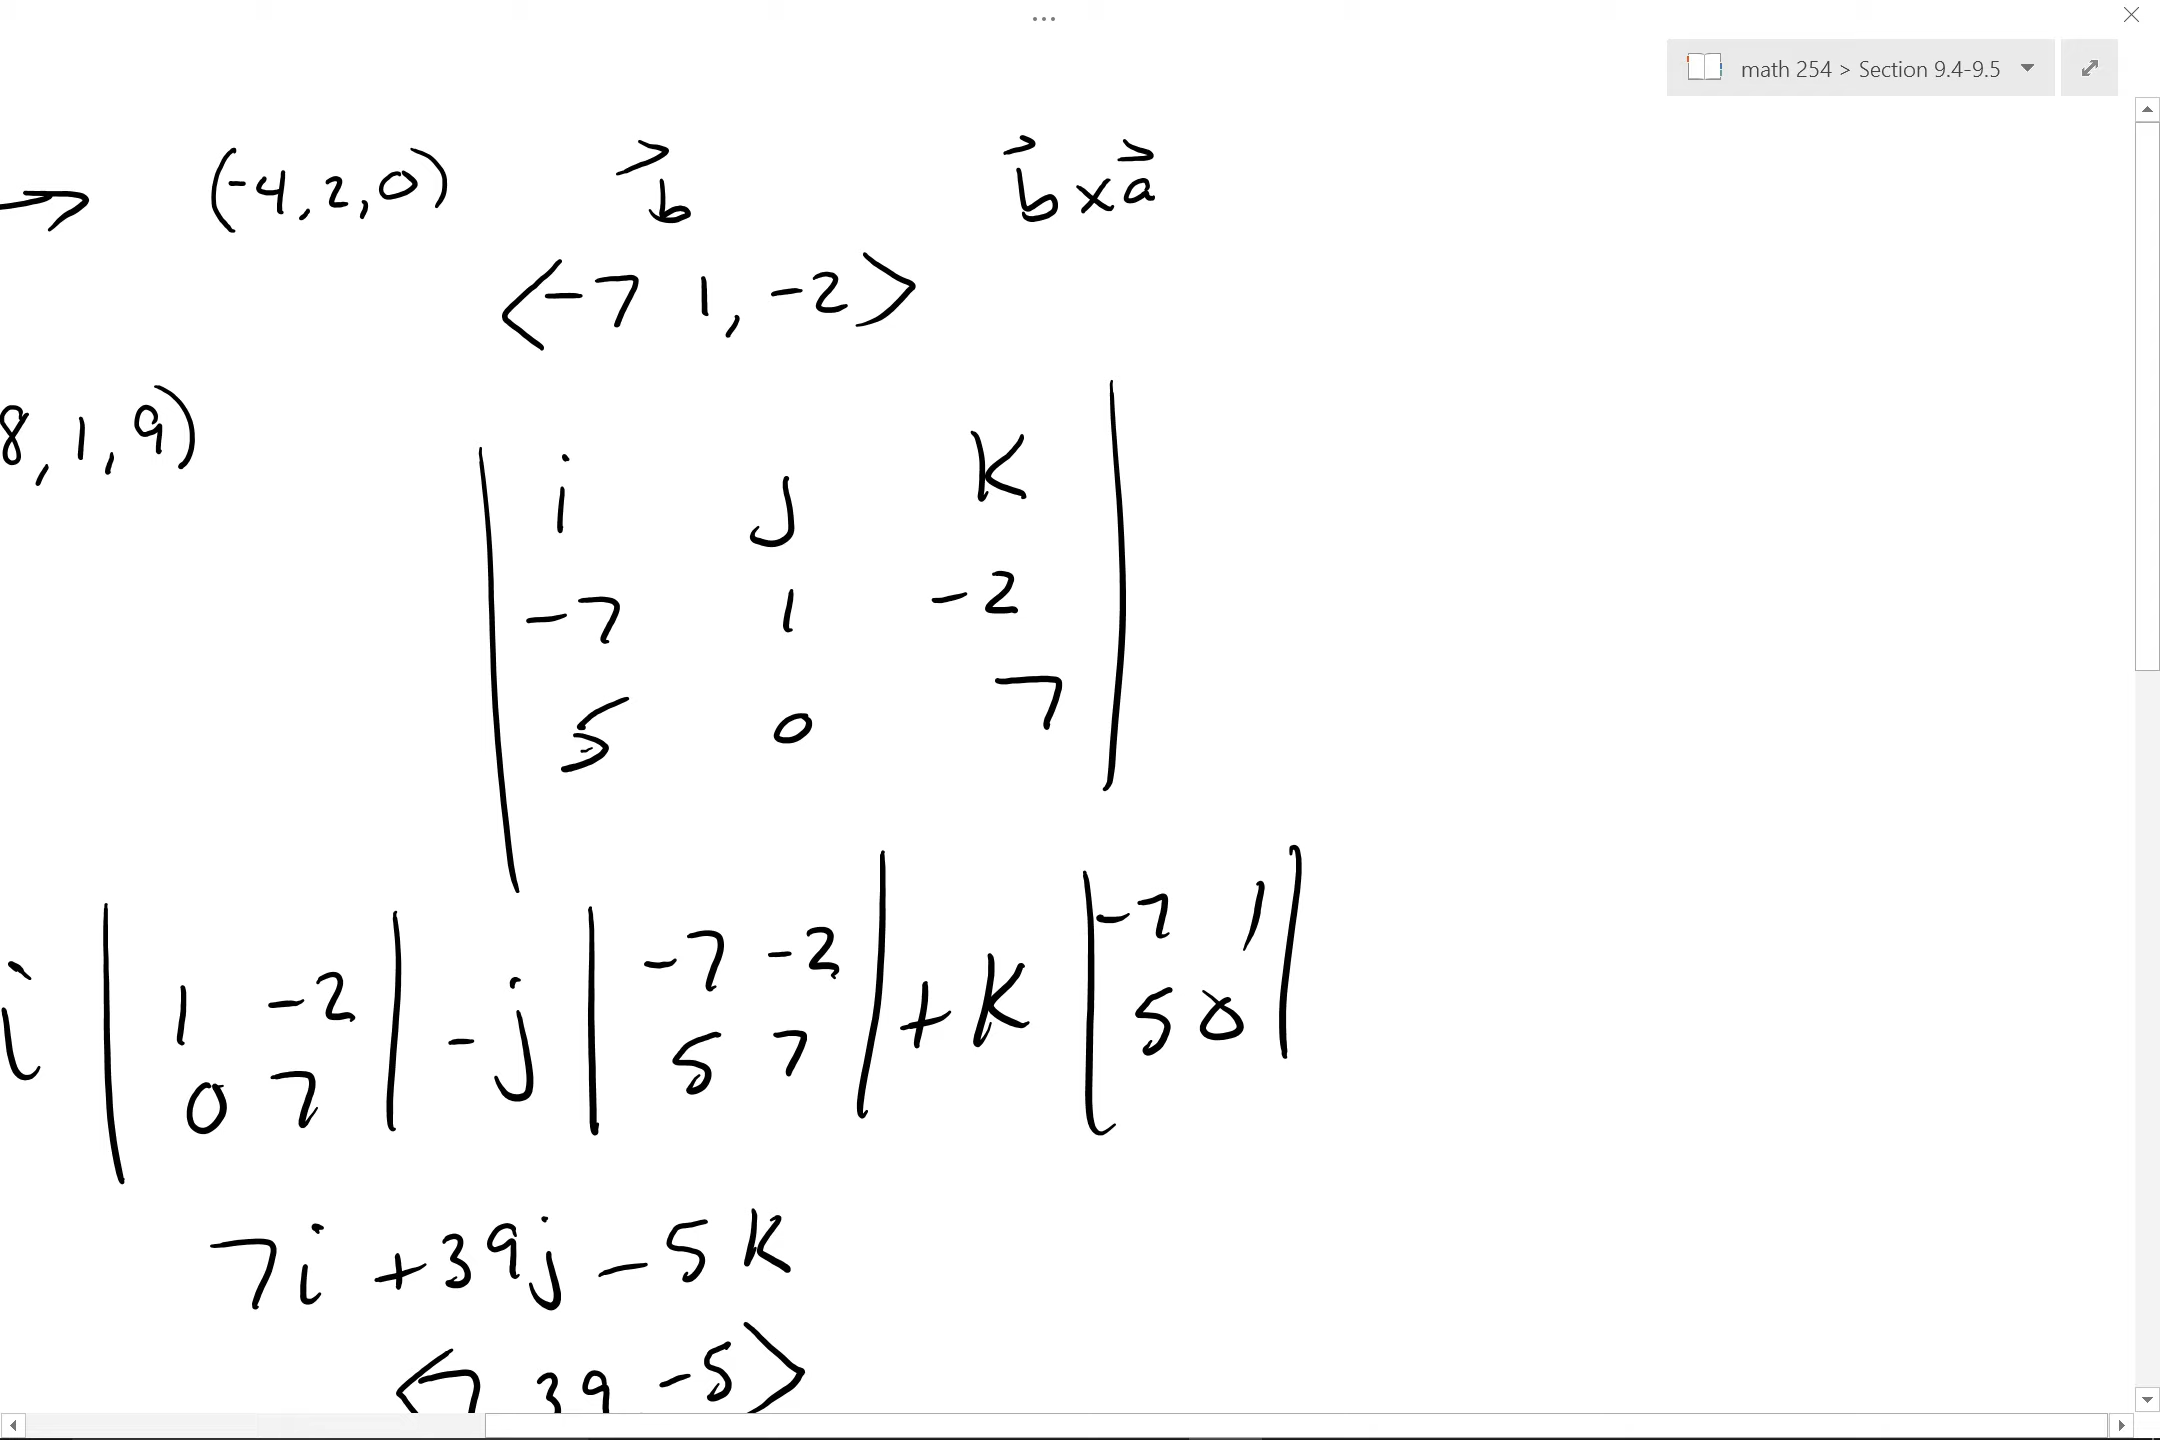 ...
math 254 > Section 9.4-9.5
→ (-4,2,0) b⃗ b⃗ x a⃗
<-7 1, -2>
8, 1, 9)
i j K
-7 1 -2
5 0 7
i | 1 -2 | -j | -7 -2 | +K | -7 1 |
| 0 7 | | 5 7 | | 5 0 |
7i +39j -5K
<7 39 -5>